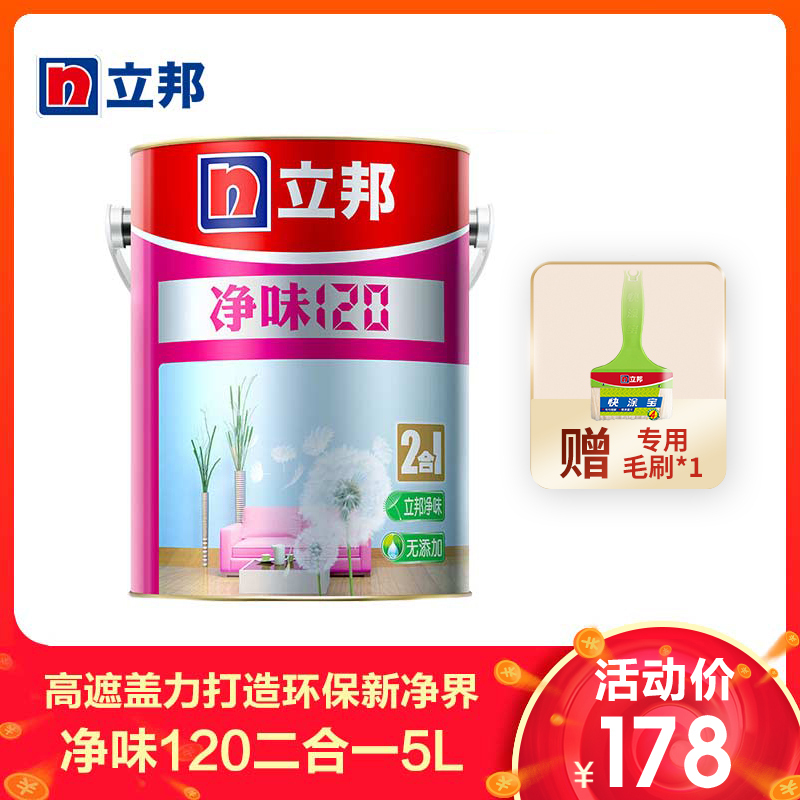 n 立邦
n 立邦
净味120
2合1
立邦净味
无添加
n 立邦
快涂宝
赠
专用
毛刷*1
高遮盖力打造环保新净界
净味120二合一5L
活动价
¥178